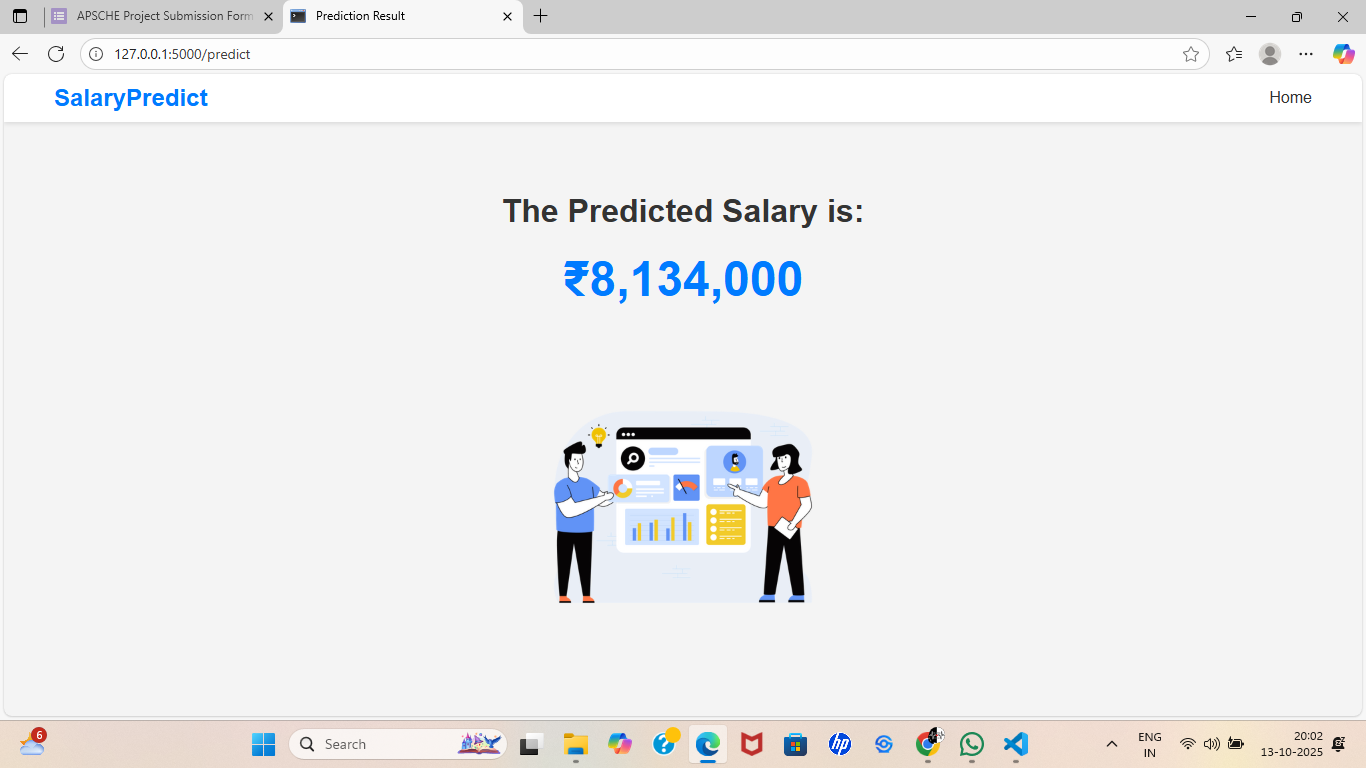 APSCHE Project Submission Form
Prediction Result
127.0.0.1:5000/predict
SalaryPredict
Home
The Predicted Salary is:
₹8,134,000
6
Search
hp
ENG
IN
20:02
13-10-2025